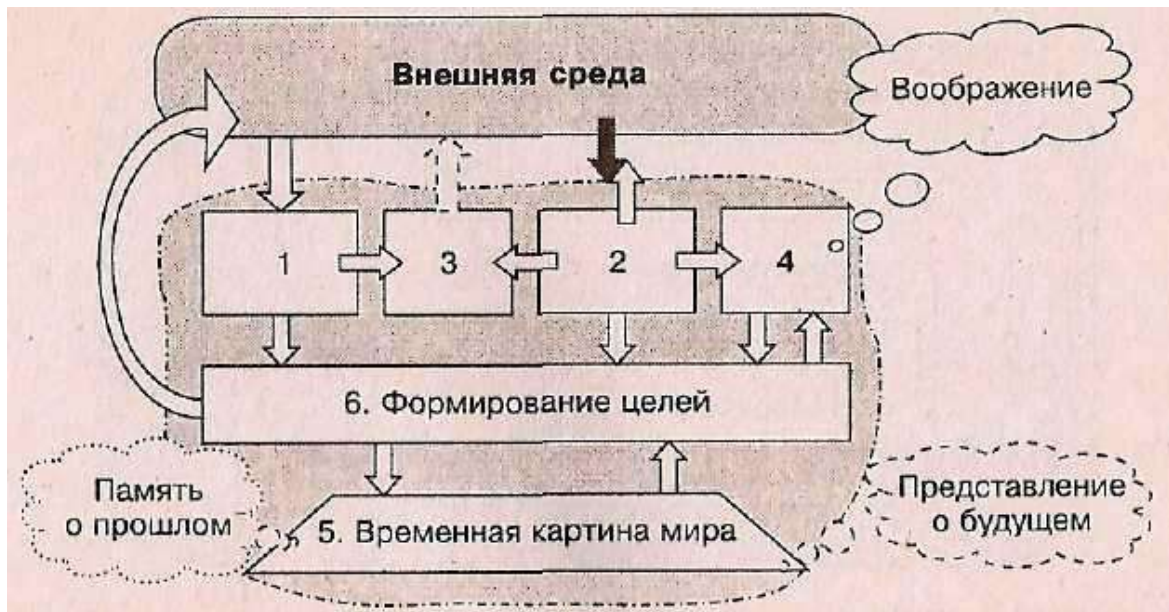 Внешняя среда
Воображение
1
3
2
4
6. Формирование целей
Память
о прошлом
5. Временная картина мира
Представление
о будущем